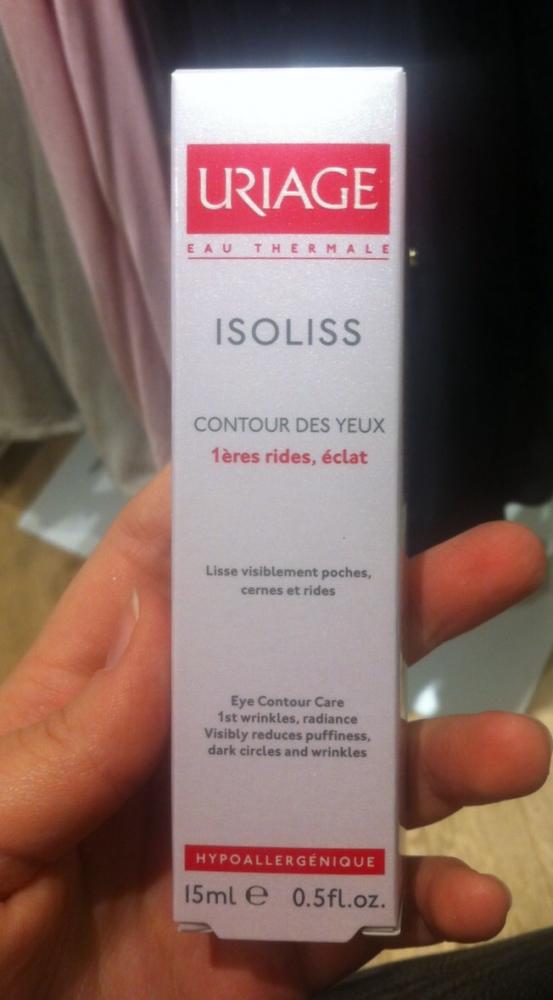 URIAGE
EAU THERMALE
ISOLISS
CONTOUR DES YEUX
1ères rides, éclat
Lisse visiblement poches,
cernes et rides
Eye Contour Care
1st wrinkles, radiance
Visibly reduces puffiness,
dark circles and wrinkles
HYPOALLERGÉNIQUE
15ml e 0.5fl.oz.